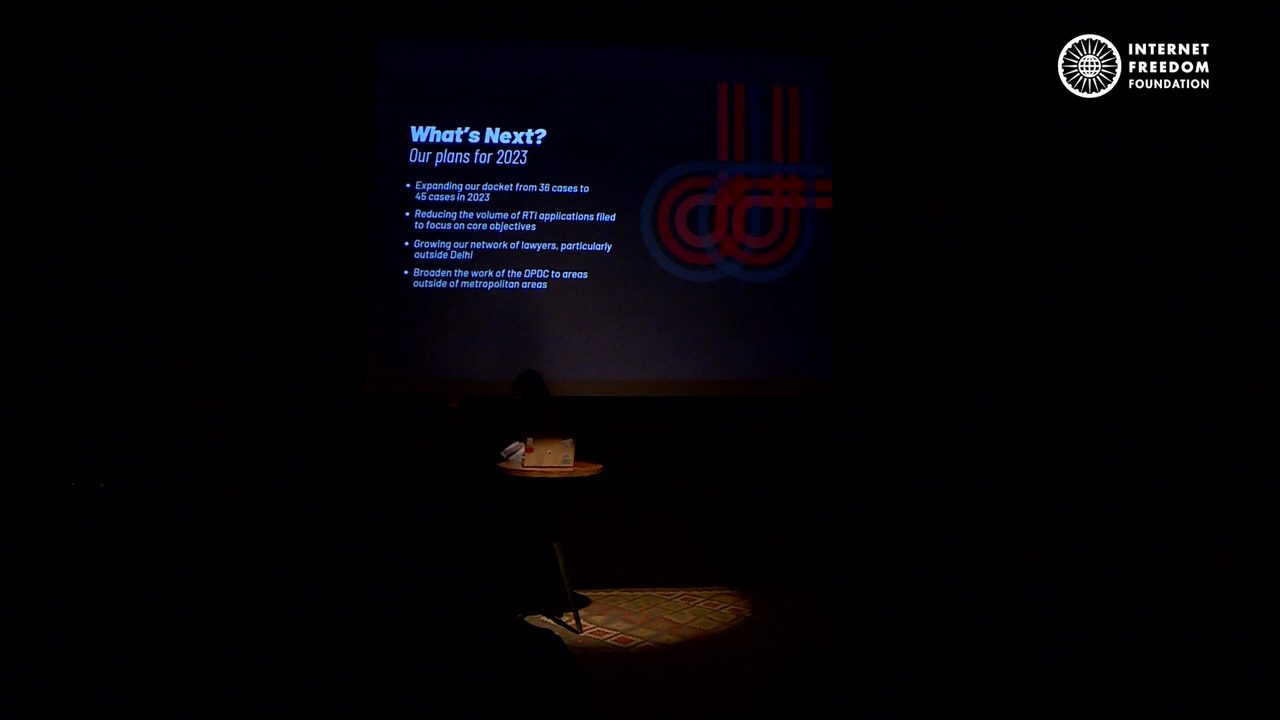 INTERNET
FREEDOM
FOUNDATION
What's Next?
Our plans for 2023
• Expanding our docket from 36 cases to
45 cases in 2023
• Reducing the volume of RTI applications filed
to focus on core objectives
• Growing our network of lawyers, particularly
outside Delhi
• Broaden the work of the DPDC to areas
outside of metropolitan areas